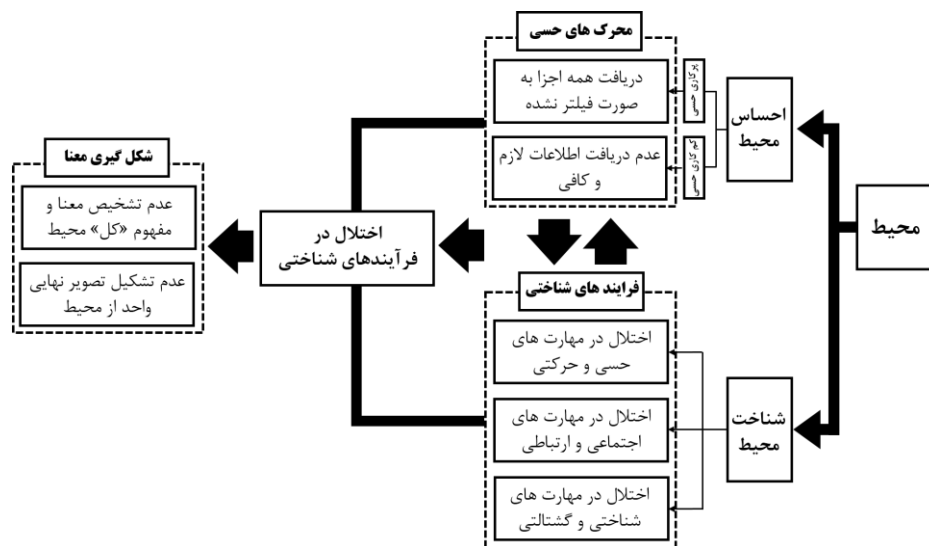 محیط
احساس
محیط
پرکاری حسی
کم کاری حسی
محرک های حسی
دریافت همه اجزا به
صورت فیلتر نشده
عدم دریافت اطلاعات لازم
و کافی
شناخت
محیط
فرایند های شناختی
اختلال در مهارت های
حسی و حرکتی
اختلال در مهارت های
اجتماعی و ارتباطی
اختلال در مهارت های
شناختی و گشتالتی
اختلال در
فرآیندهای شناختی
شکل گیری معنا
عدم تشخیص معنا و
مفهوم «کل» محیط
عدم تشکیل تصویر نهایی
واحد از محیط